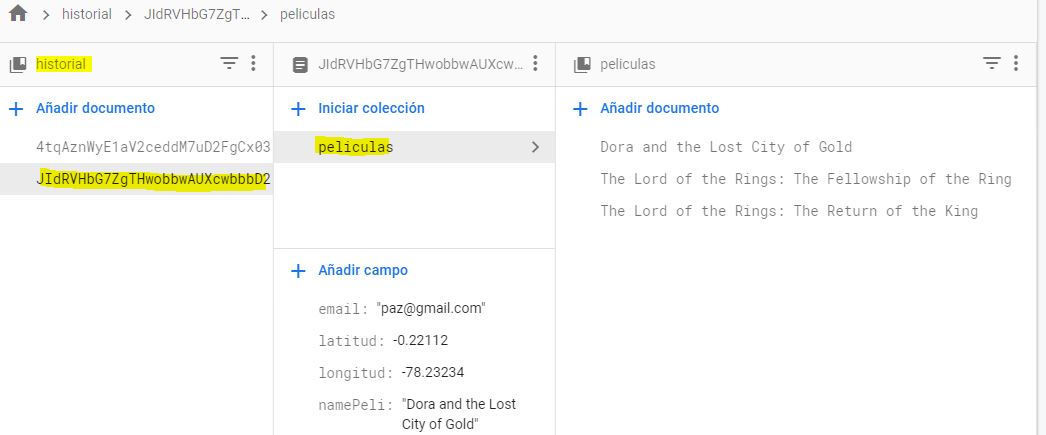 historial > JIdRVHbG7ZgT... > peliculas
historial
Añadir documento
4tqAznWyE1aV2ceddM7uD2FgCx03
JIdRVHbG7ZgTHwobbwAUXcwbbbD2
JIdRVHbG7ZgTHwobbwAUXcw...
Iniciar colección
peliculas
Añadir campo
email: "paz@gmail.com"
latitud: -0.22112
longitud: -78.23234
namePeli: "Dora and the Lost
City of Gold"
peliculas
Añadir documento
Dora and the Lost City of Gold
The Lord of the Rings: The Fellowship of the Ring
The Lord of the Rings: The Return of the King